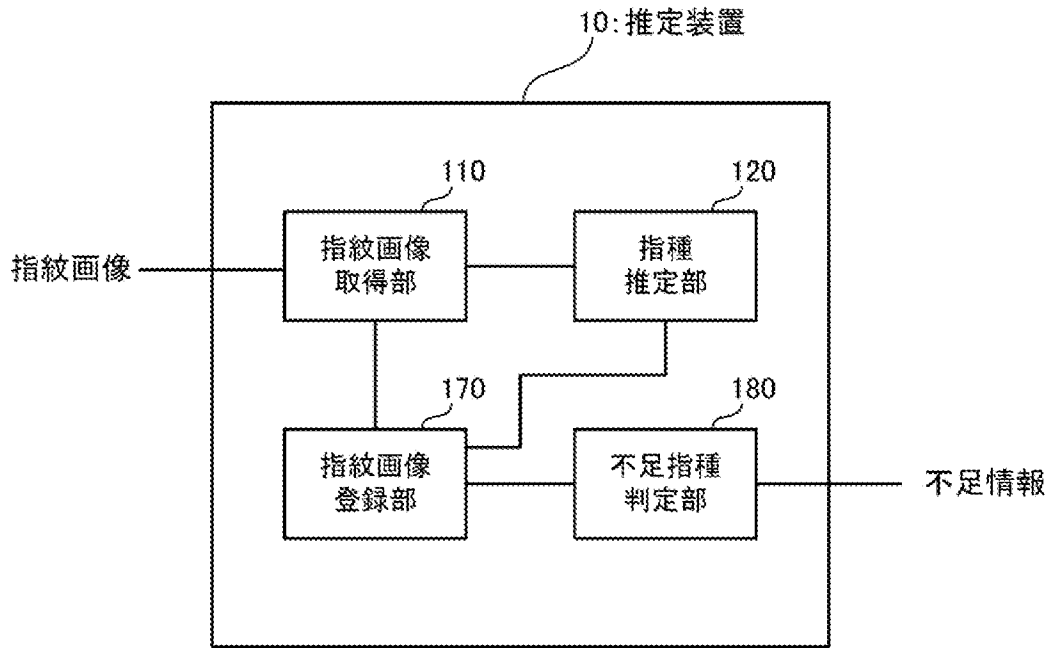 10:推定装置
110
120
指紋画像
指紋画像
取得部
指種
推定部
170
180
指紋画像
登録部
不足指種
判定部
不足情報